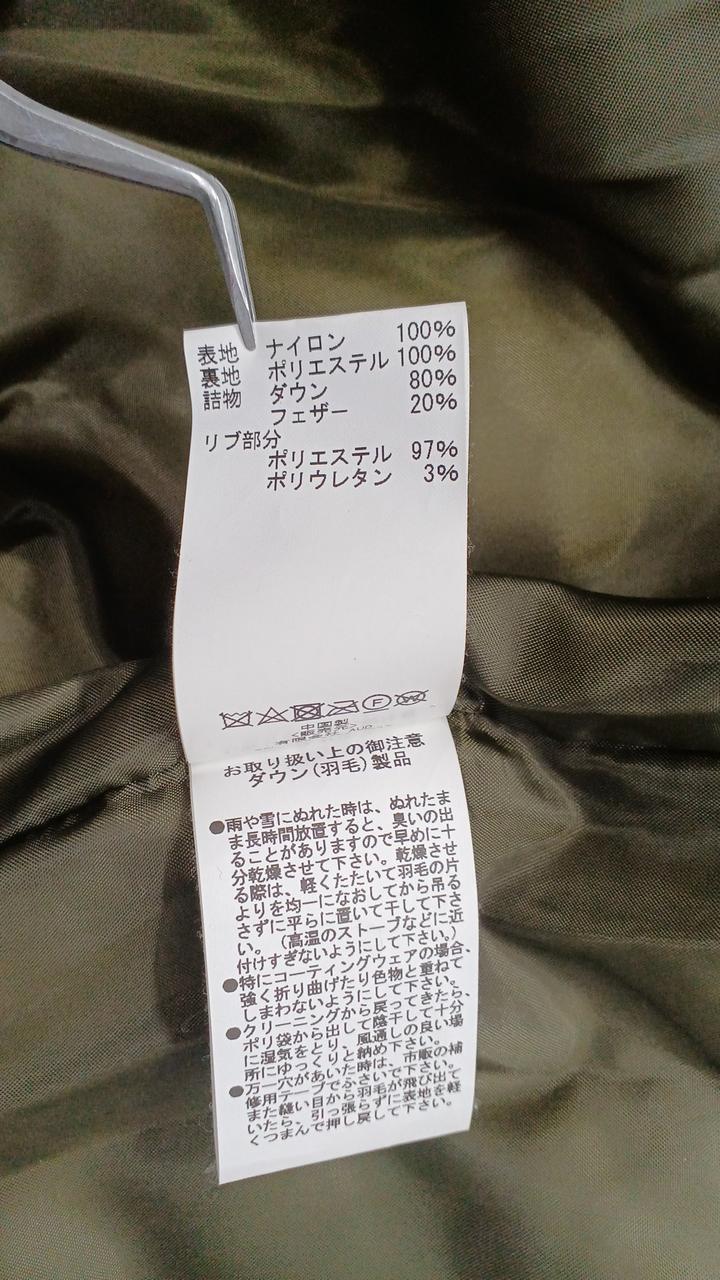 表地 ナイロン 100%
裏地 ポリエステル 100%
詰物 ダウン 80%
フェザー 20%
リブ部分
ポリエステル 97%
ポリウレタン 3%
中国製
<販売元>
お取り扱い上の御注意
ダウン(羽毛)製品
●雨や雪にぬれた時は、ぬれたま
ま長時間放置すると、臭いの出
ることがありますので早めに十
分乾燥させて下さい。乾燥させ
る際は、軽くたたいて羽毛の片
よりを均一になおしてから吊る
さずに平らに置いて干して下さ
い。(高温のストーブなどに近
付けすぎないようにして下さい。)
●特にコーティングウェアの場合、
強く折り曲げたり色物と重ねて
しまわないようにして下さい。
●クリーニングから戻ってきたら、
ポリ袋から出して陰干しで十分
に湿気をとり、風通しの良い場
所にゆっくりと納め下さい。
●万一穴があいた時は、市販の補
修用テープでふさいで下さい。
また縫い目から羽毛が飛び出て
いたら、引っ張らずに表地を軽
くつまんで押し戻して下さい。